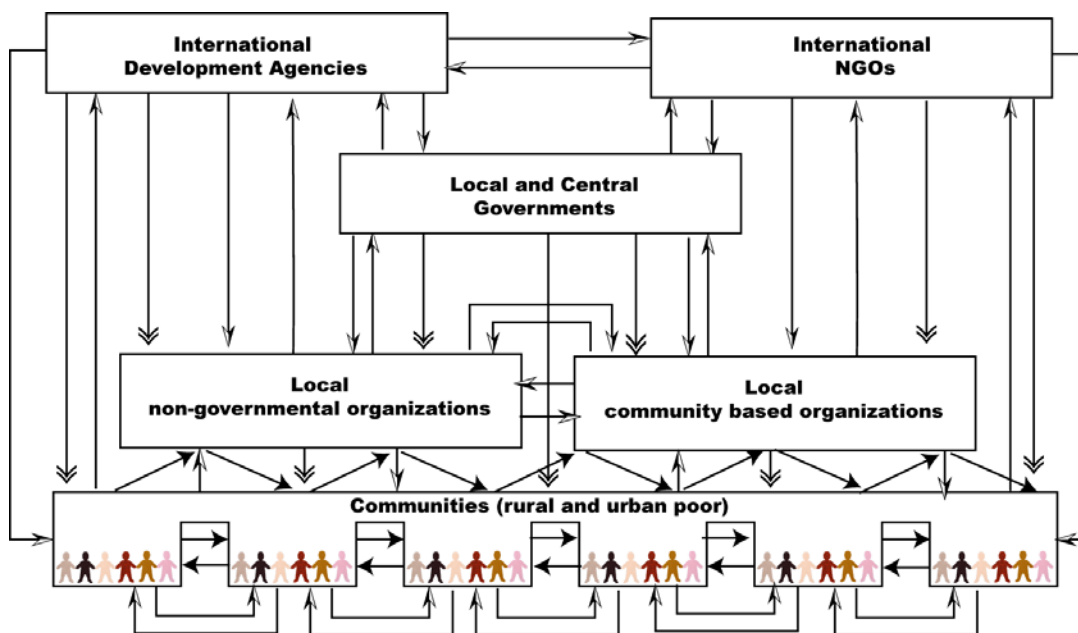 International
Development Agencies
International
NGOs
Local and Central
Governments
Local
non-governmental organizations
Local
community based organizations
Communities (rural and urban poor)